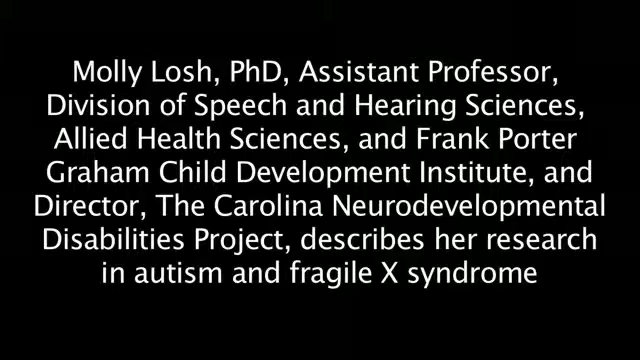 Molly Losh, PhD, Assistant Professor,
Division of Speech and Hearing Sciences,
Allied Health Sciences, and Frank Porter
Graham Child Development Institute, and
Director, The Carolina Neurodevelopmental
Disabilities Project, describes her research
in autism and fragile X syndrome